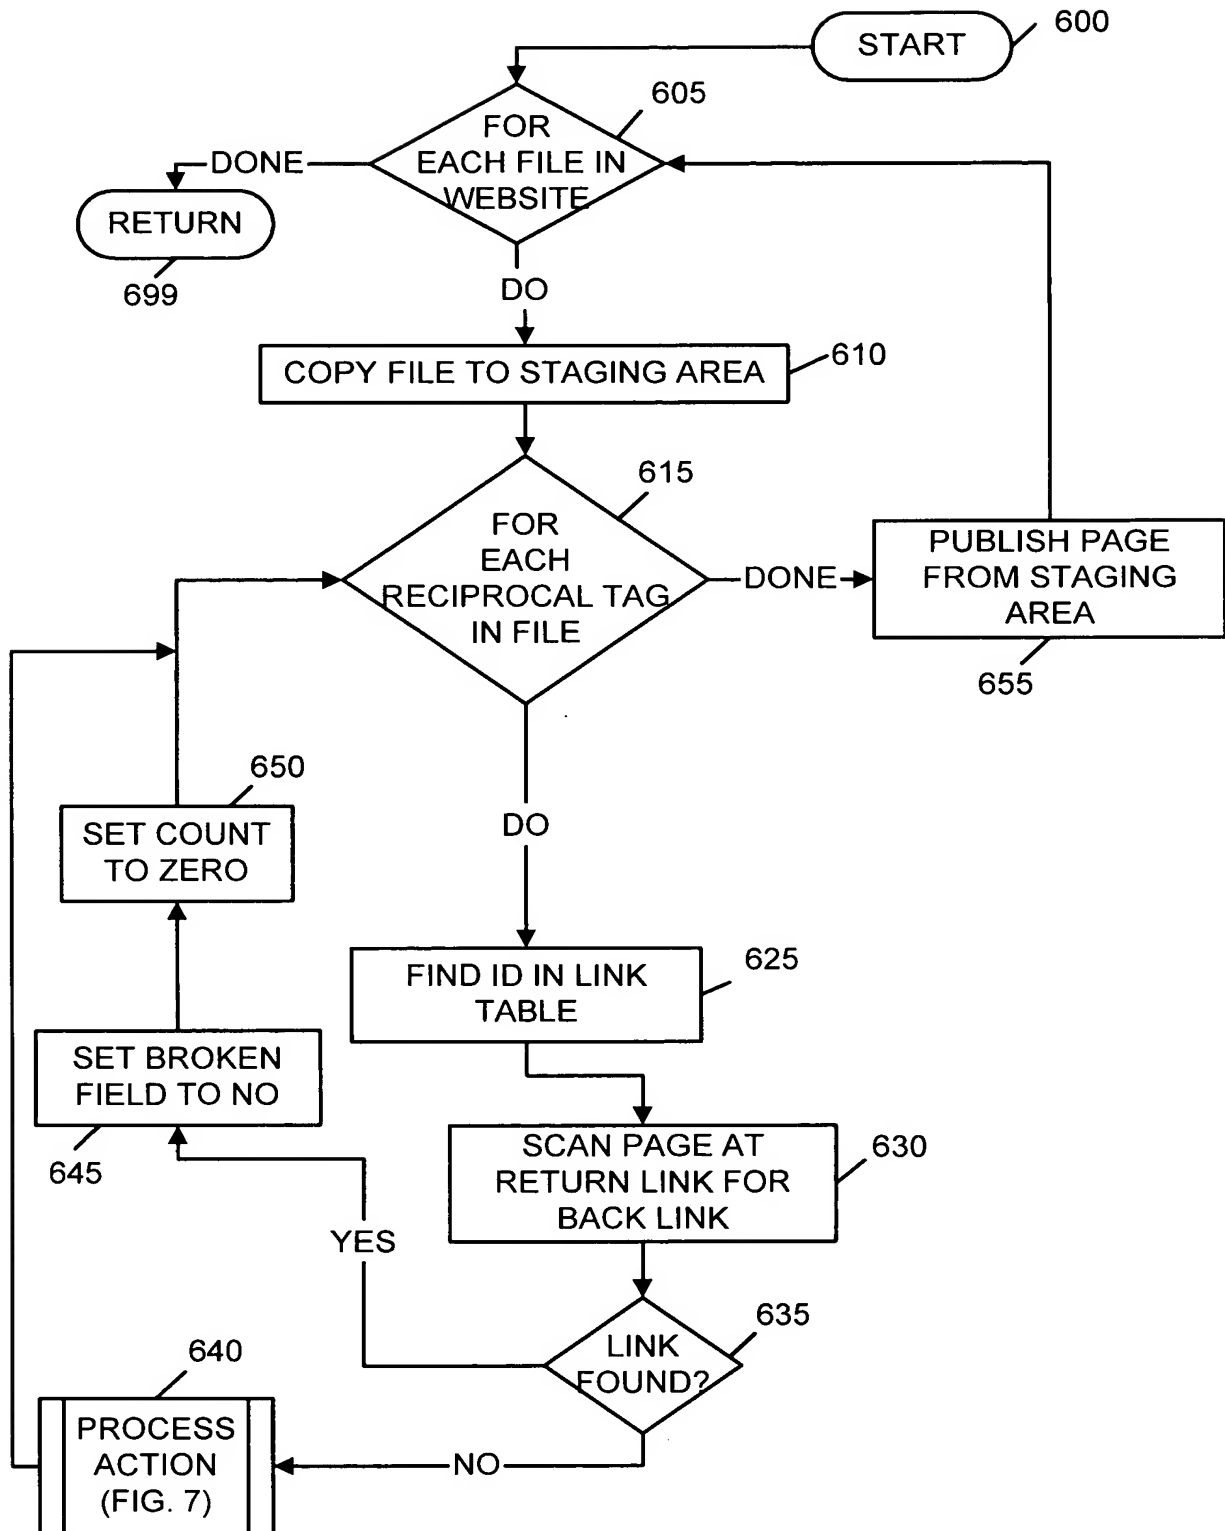 START
600
FOR
EACH FILE IN
WEBSITE
605
DONE
RETURN
699
DO
COPY FILE TO STAGING AREA
610
FOR
EACH
RECIPROCAL TAG
IN FILE
615
DONE
PUBLISH PAGE
FROM STAGING
AREA
655
DO
650
SET COUNT
TO ZERO
FIND ID IN LINK
TABLE
625
SET BROKEN
FIELD TO NO
645
SCAN PAGE AT
RETURN LINK FOR
BACK LINK
630
YES
LINK
FOUND?
635
640
PROCESS
ACTION
(FIG. 7)
NO